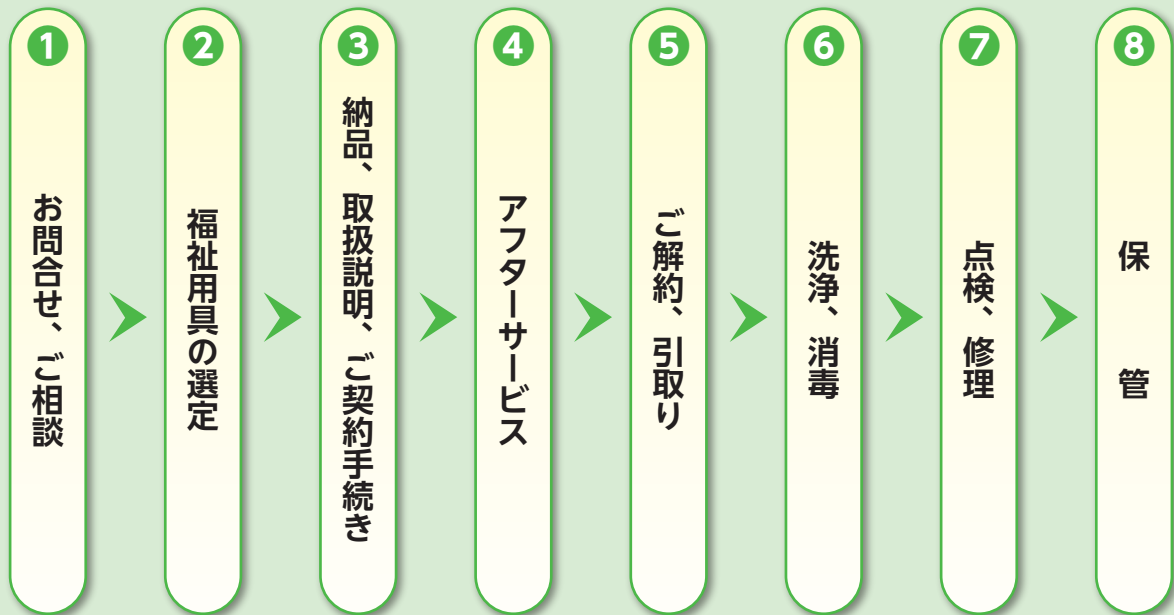 1
お問合せ、ご相談
2
福祉用具の選定
3
納品、取扱説明、ご契約手続き
4
アフターサービス
5
ご解約、引取り
6
洗浄、消毒
7
点検、修理
8
保管